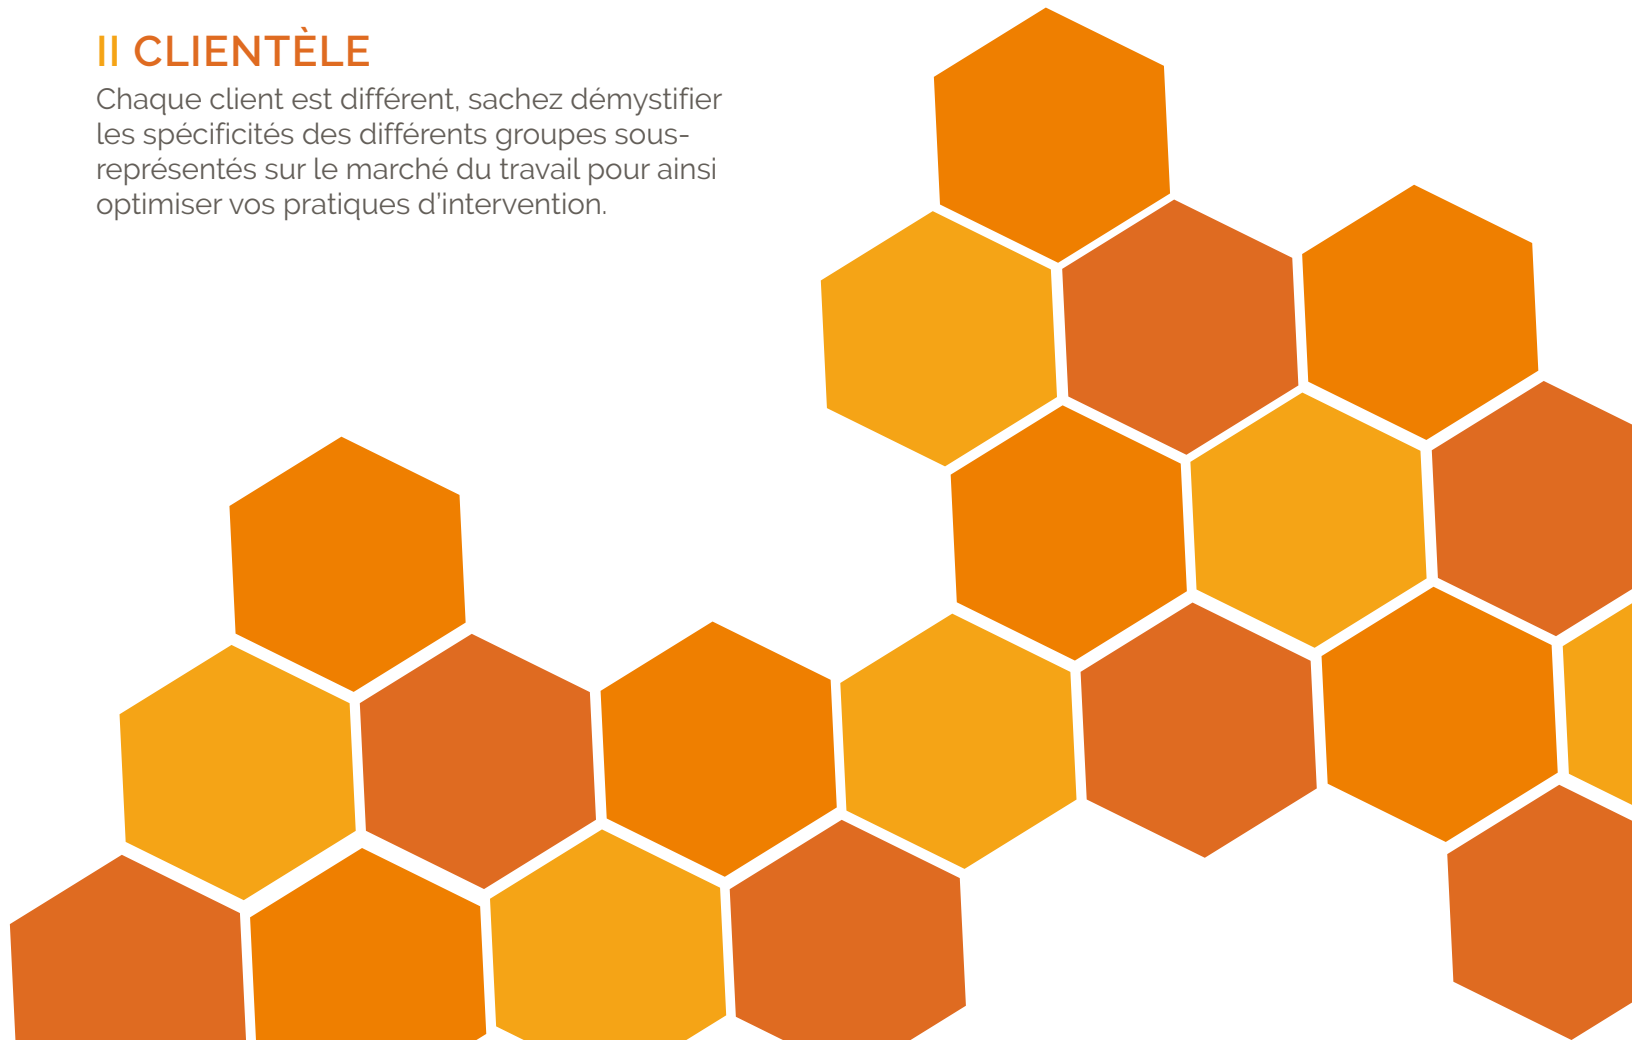 II CLIENTÈLE
Chaque client est différent, sachez démystifier
les spécificités des différents groupes sous-
représentés sur le marché du travail pour ainsi
optimiser vos pratiques d'intervention.